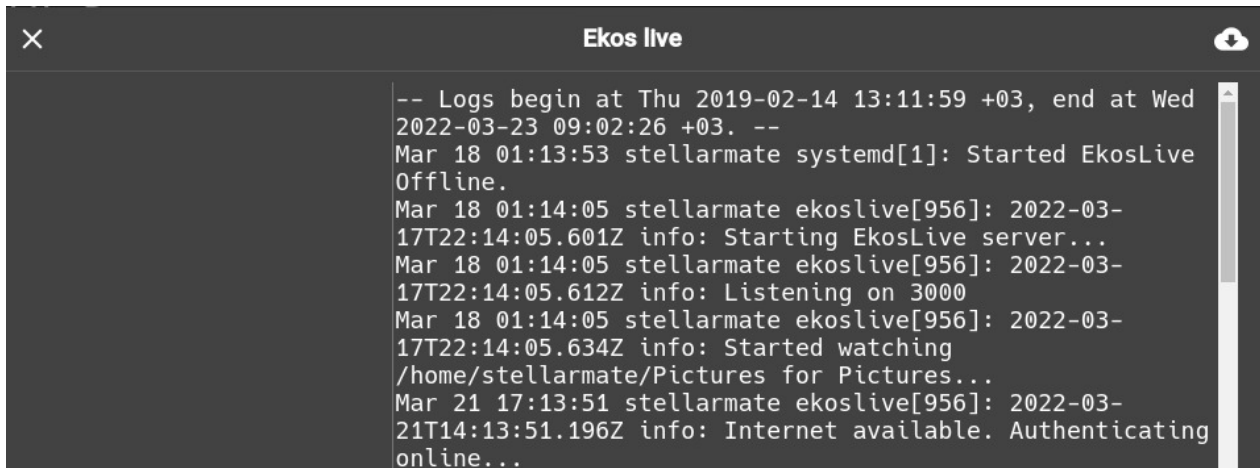 Ekos live
-- Logs begin at Thu 2019-02-14 13:11:59 +03, end at Wed
2022-03-23 09:02:26 +03. --
Mar 18 01:13:53 stellarmate systemd[1]: Started EkosLive
Offline.
Mar 18 01:14:05 stellarmate ekoslive[956]: 2022-03-
17T22:14:05.601Z info: Starting EkosLive server...
Mar 18 01:14:05 stellarmate ekoslive[956]: 2022-03-
17T22:14:05.612Z info: Listening on 3000
Mar 18 01:14:05 stellarmate ekoslive[956]: 2022-03-
17T22:14:05.634Z info: Started watching
/home/stellarmate/Pictures for Pictures...
Mar 21 17:13:51 stellarmate ekoslive[956]: 2022-03-
21T14:13:51.196Z info: Internet available. Authenticating
online...